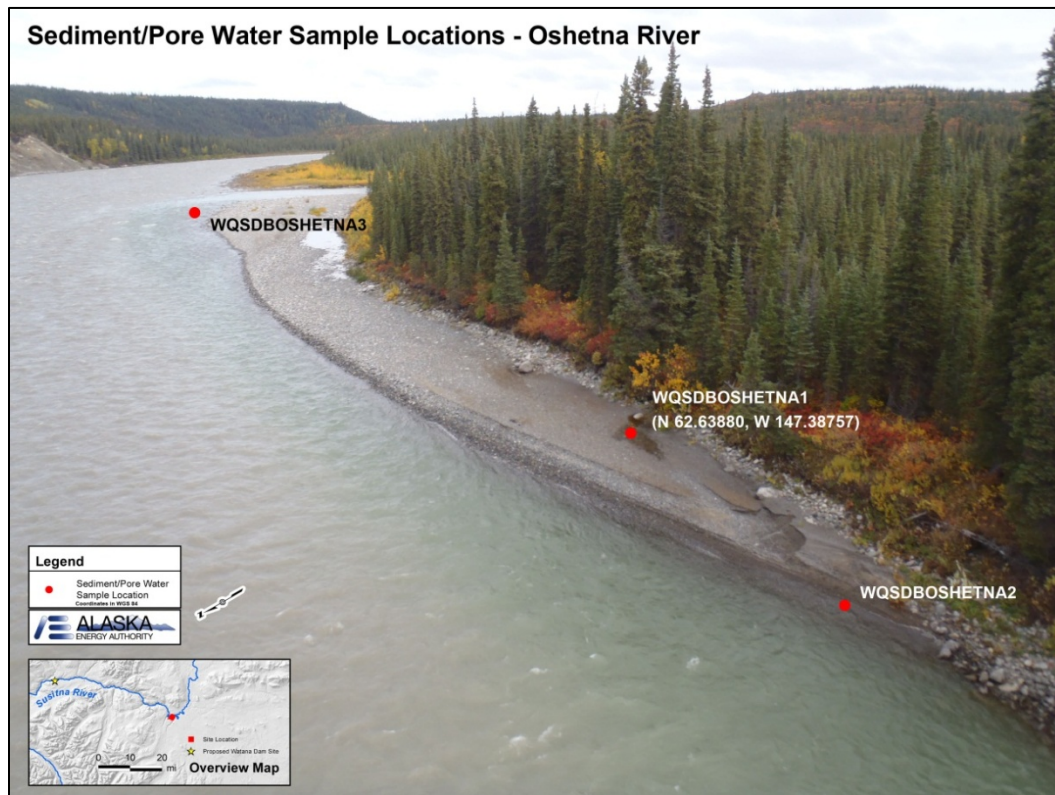 Sediment/Pore Water Sample Locations - Oshetna River
WQSDBOSHETNA3
WQSDBOSHETNA1
(N 62.63880, W 147.38757)
WQSDBOSHETNA2
Legend
Sediment/Pore Water
Sample Location
Coordinates in WGS 84
ALASKA
ENERGY AUTHORITY
Susitna River
Site Location
Proposed Watana Dam Site
0 10 20
mi
Overview Map